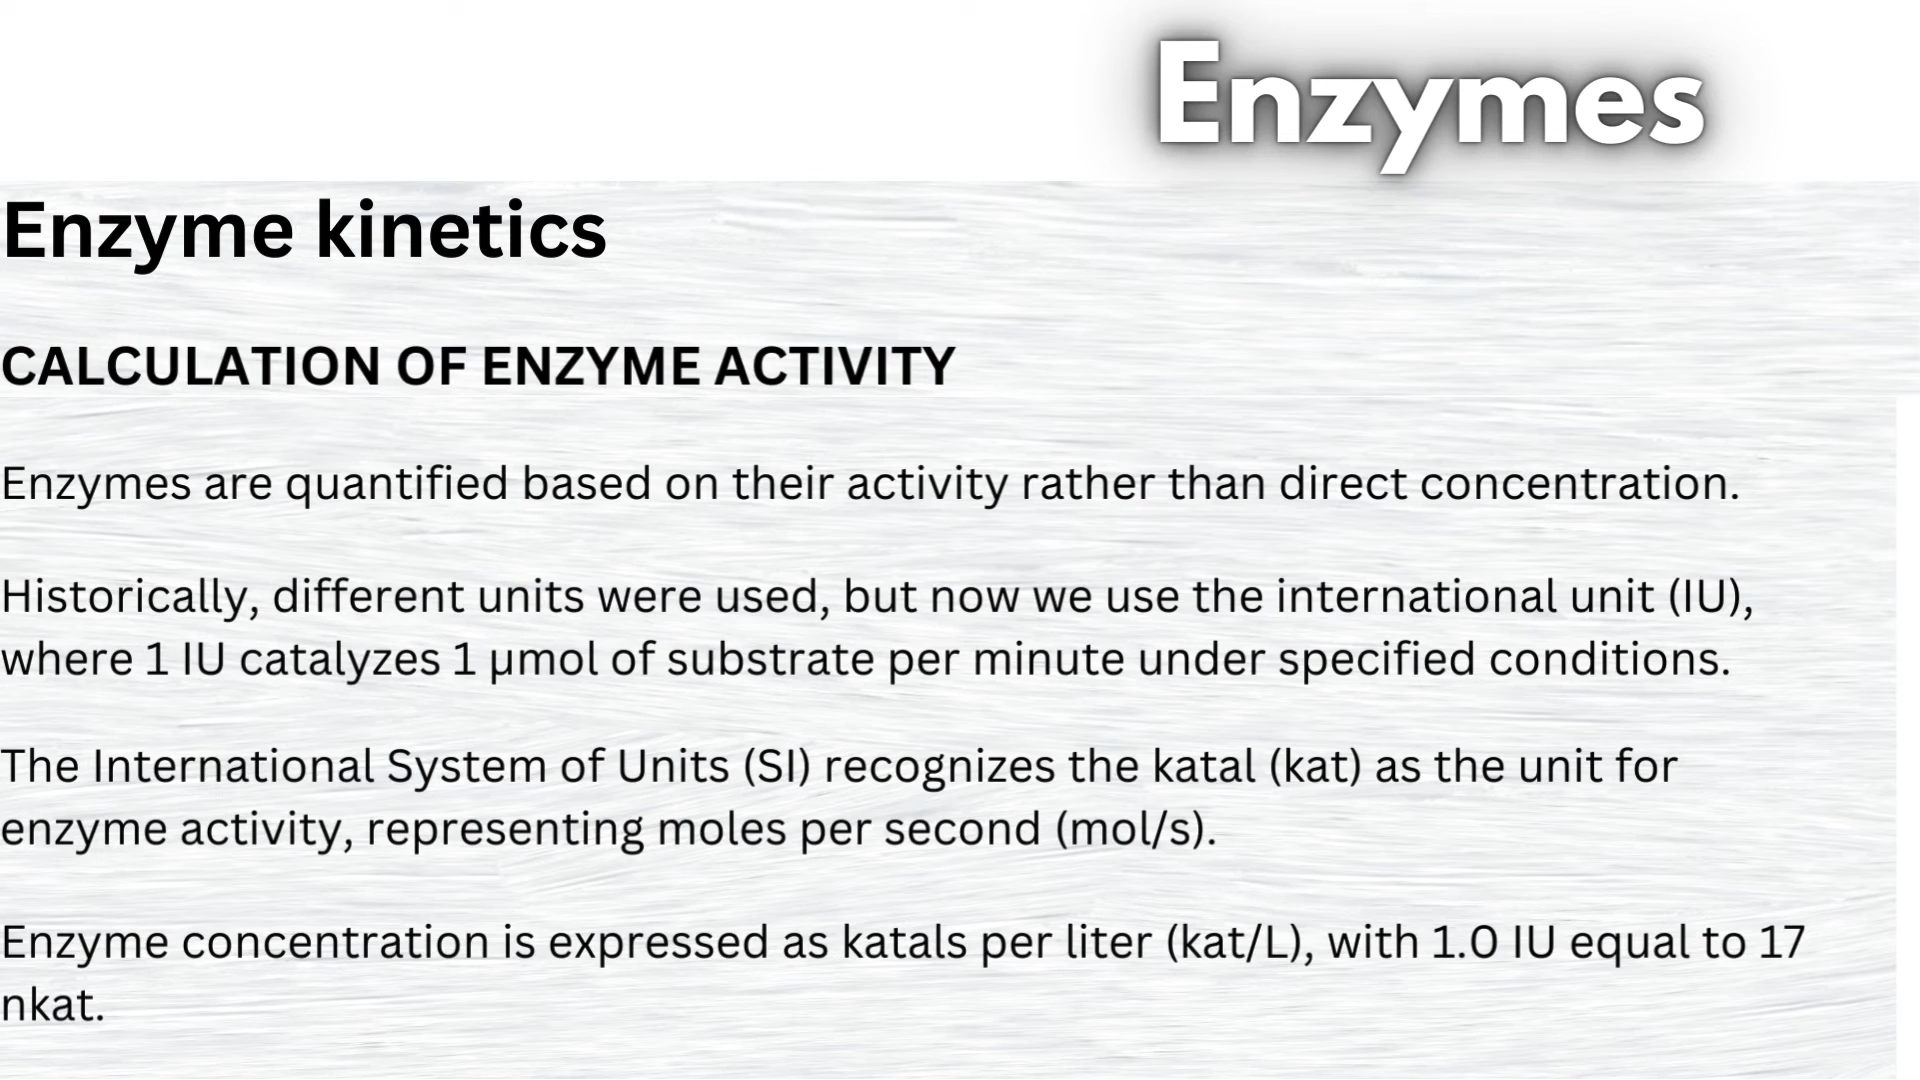 Enzymes
Enzyme kinetics
CALCULATION OF ENZYME ACTIVITY
Enzymes are quantified based on their activity rather than direct concentration.
Historically, different units were used, but now we use the international unit (IU),
where 1 IU catalyzes 1 µmol of substrate per minute under specified conditions.
The International System of Units (SI) recognizes the katal (kat) as the unit for
enzyme activity, representing moles per second (mol/s).
Enzyme concentration is expressed as katals per liter (kat/L), with 1.0 IU equal to 17
nkat.